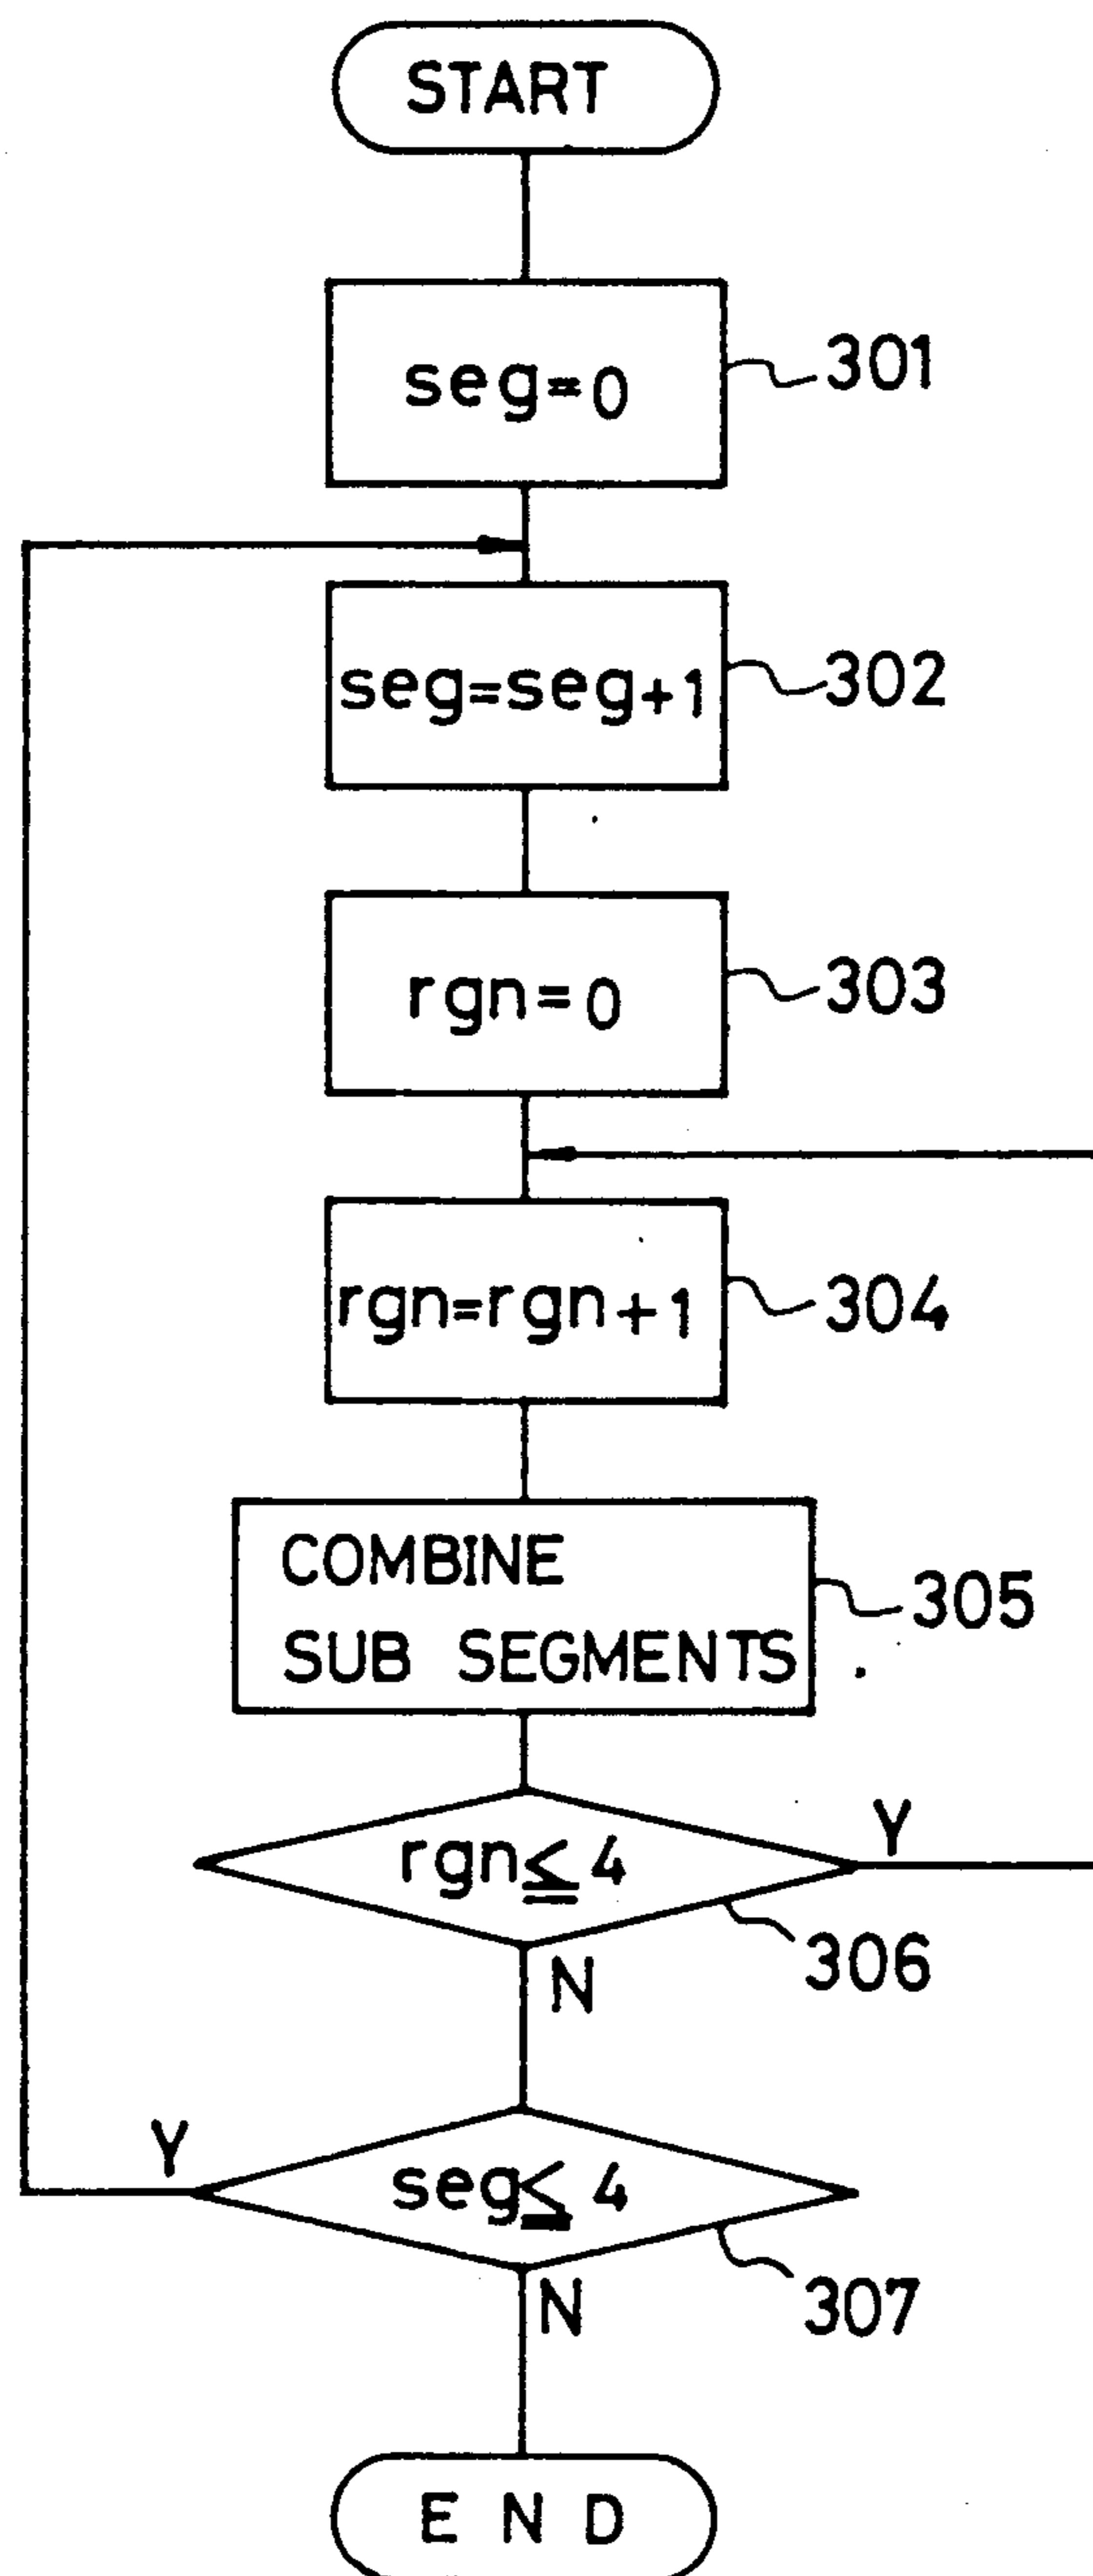 START
seg=0
301
seg=seg+1
302
rgn=0
303
rgn=rgn+1
304
COMBINE
SUB SEGMENTS
305
rgn≦4
Y
306
N
Y
seg≦4
307
N
E N D